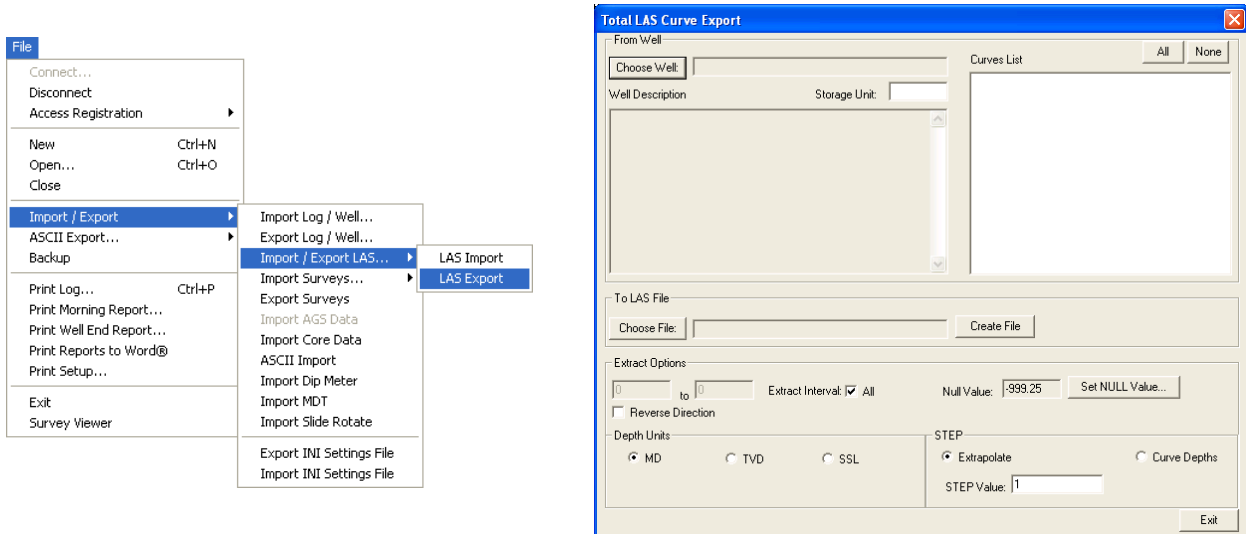 File
Connect...
Disconnect
Access Registration
New Ctrl+N
Open... Ctrl+O
Close
Import / Export
ASCII Export...
Backup
Print Log... Ctrl+P
Print Morning Report...
Print Well End Report...
Print Reports to Word®
Print Setup...
Exit
Survey Viewer
Import Log / Well...
Export Log / Well...
Import / Export LAS...
Import Surveys...
Export Surveys
Import AGS Data
Import Core Data
ASCII Import
Import Dip Meter
Import MDT
Import Slide Rotate
Export INI Settings File
Import INI Settings File
LAS Import
LAS Export
Total LAS Curve Export
From Well
Choose Well:
Curves List All None
Well Description Storage Unit:
To LAS File
Choose File: Create File
Extract Options
0 to 0 Extract Interval: All Null Value: -999.25 Set NULL Value...
Reverse Direction
Depth Units
MD TVD SSL
STEP
Extrapolate Curve Depths
STEP Value: 1
Exit